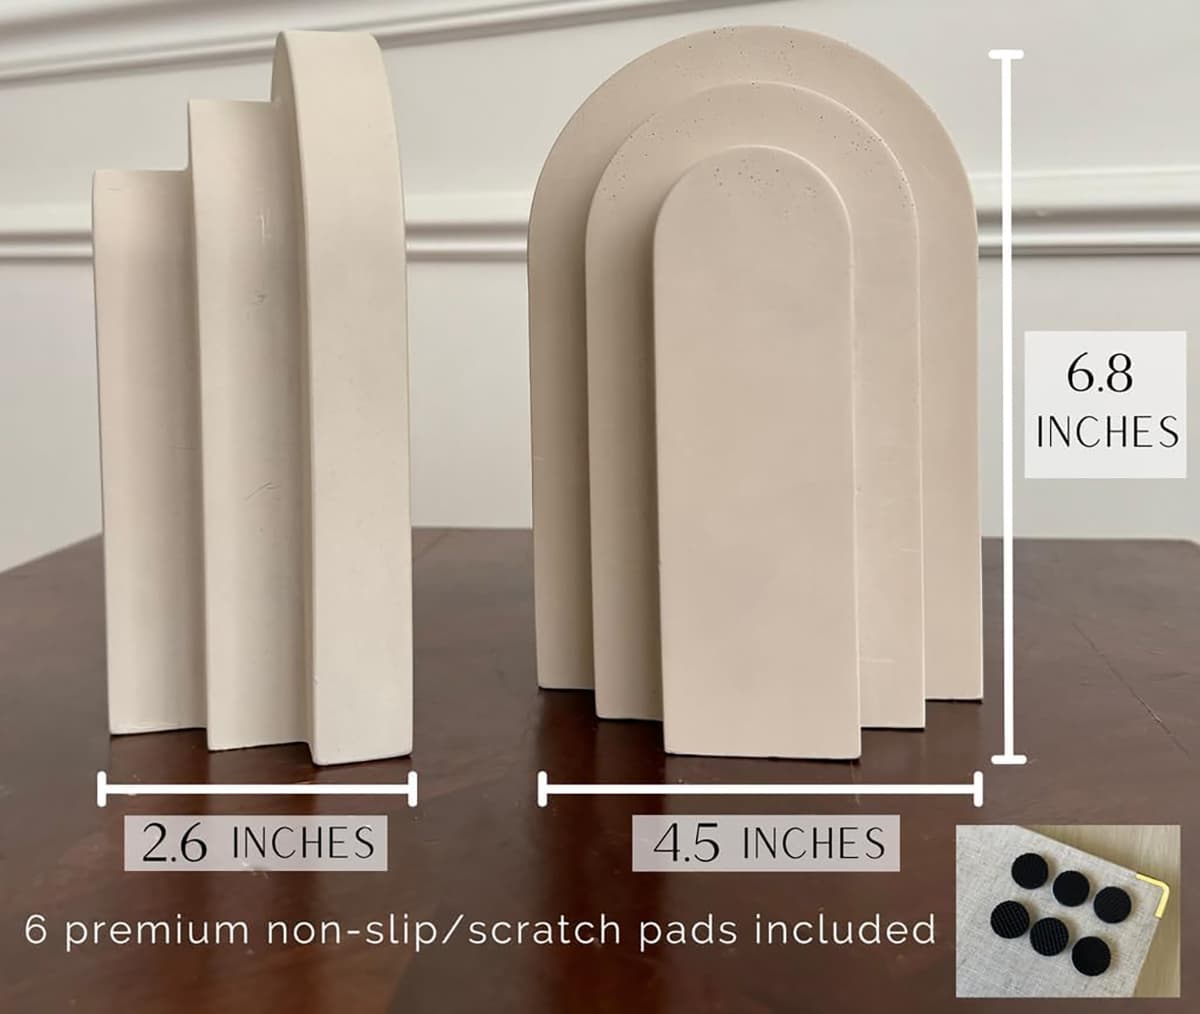 6.8
INCHES
2.6 INCHES
4.5 INCHES
6 premium non-slip/scratch pads included